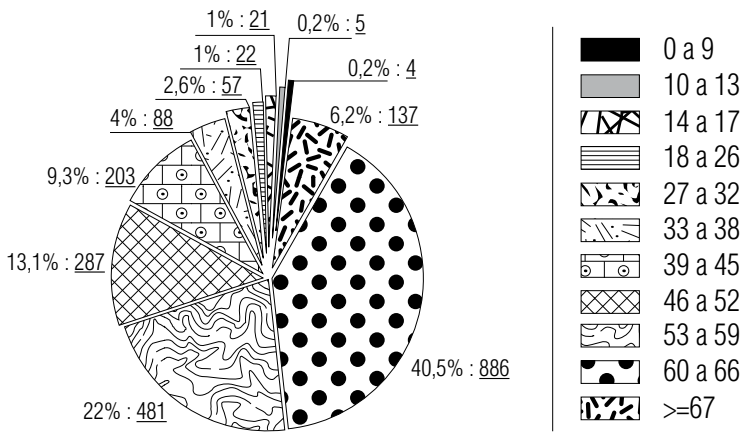 1% : 21
0,2% : 5
1% : 22
0,2% : 4
2,6% : 57
6,2% : 137
4% : 88
9,3% : 203
13,1% : 287
40,5% : 886
22% : 481
0 a 9
10 a 13
14 a 17
18 a 26
27 a 32
33 a 38
39 a 45
46 a 52
53 a 59
60 a 66
>=67